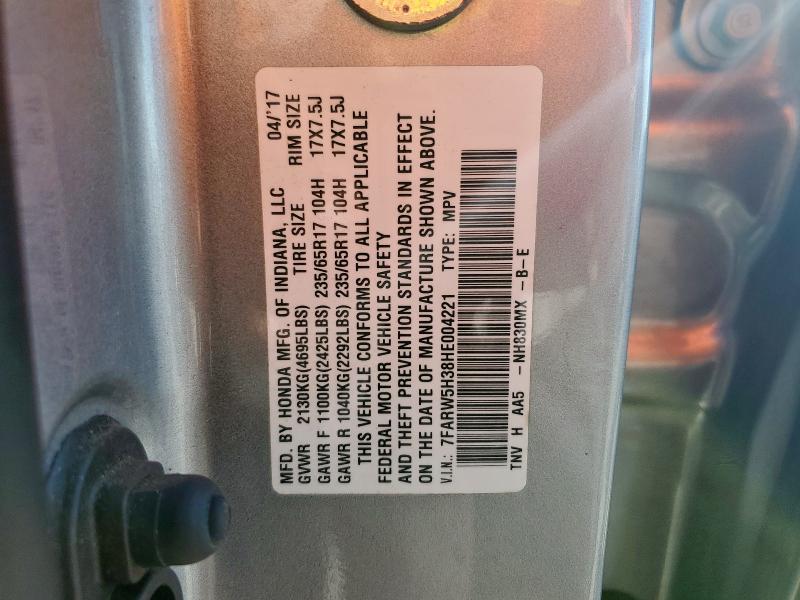 MFD. BY HONDA MFG. OF INDIANA, LLC 04/'17
GVWR 2130KG(4695LBS) TIRE SIZE RIM SIZE
GAWR F 1100KG(2425LBS) 235/65R17 104H 17X7.5J
GAWR R 1040KG(2292LBS) 235/65R17 104H 17X7.5J
THIS VEHICLE CONFORMS TO ALL APPLICABLE
FEDERAL MOTOR VEHICLE SAFETY
AND THEFT PREVENTION STANDARDS IN EFFECT
ON THE DATE OF MANUFACTURE SHOWN ABOVE.
V.I.N.: 7FARW5H38HE004221 TYPE: MPV
TNV H AA5 -NH830MX -B-E